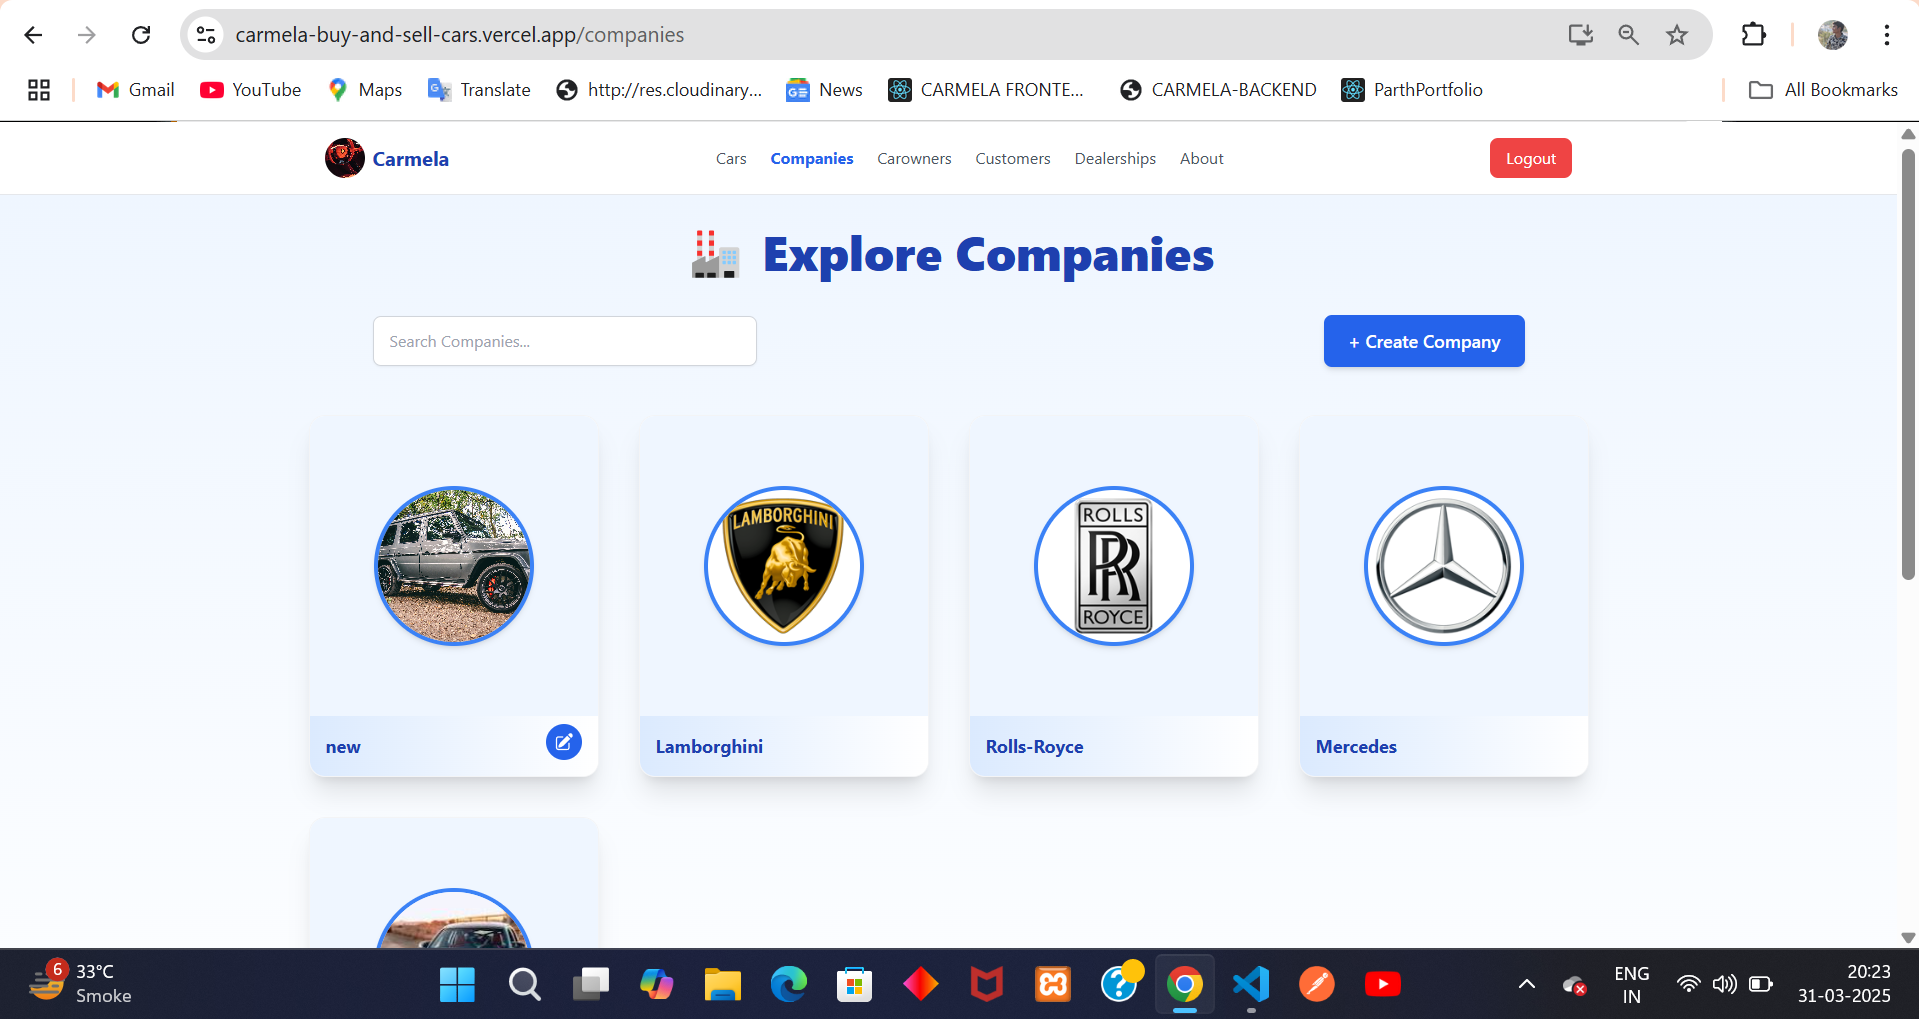 carmela-buy-and-sell-cars.vercel.app/companies
Gmail YouTube Maps Translate http://res.cloudinary... News CARMELA FRONTE... CARMELA-BACKEND ParthPortfolio All Bookmarks
Carmela Cars Companies Carowners Customers Dealerships About Logout
Explore Companies
Search Companies... + Create Company
LAMBORGHINI ROLLS
RR
ROYCE
new Lamborghini Rolls-Royce Mercedes
6 33°C ENG 20:23
Smoke IN 31-03-2025